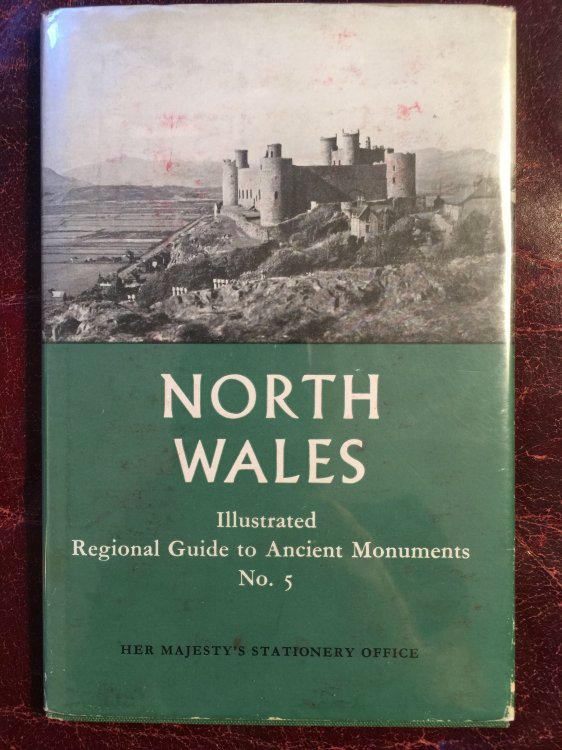 NORTH
WALES
Illustrated
Regional Guide to Ancient Monuments
No. 5
HER MAJESTY'S STATIONERY OFFICE